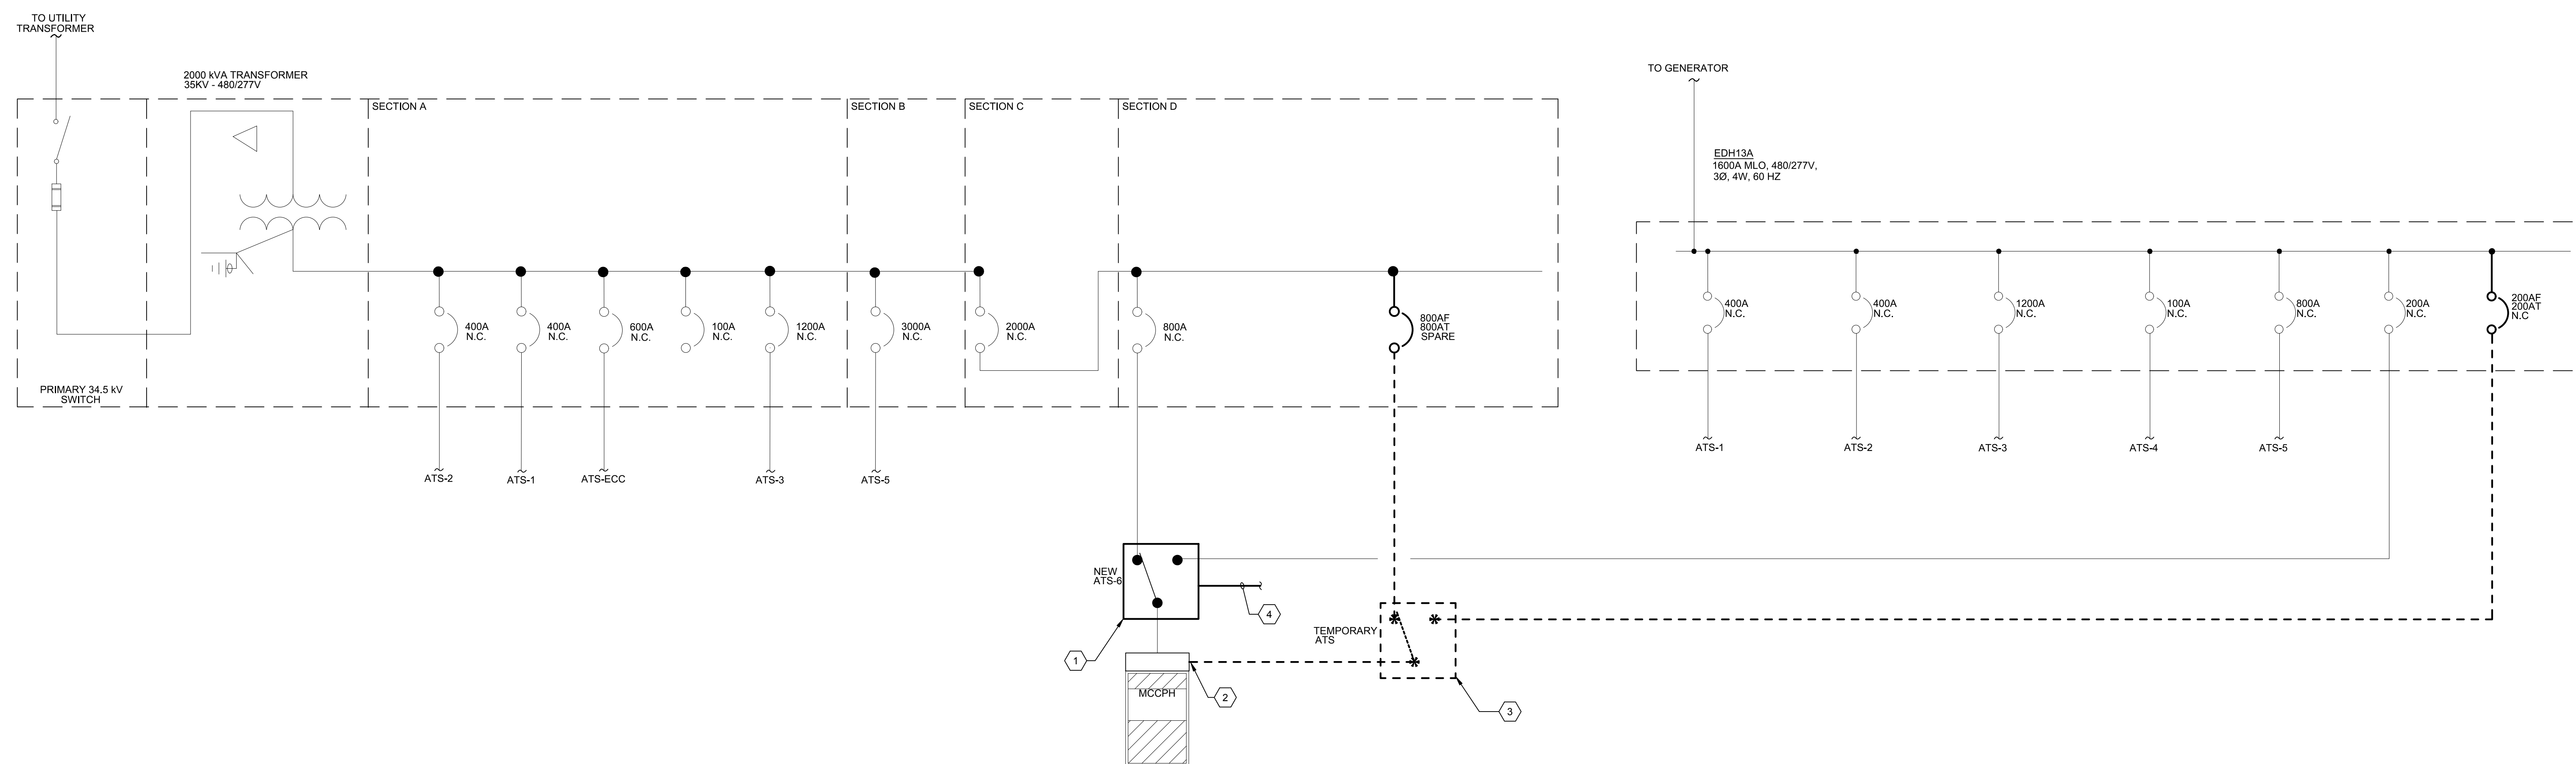 TO UTILITY
TRANSFORMER
2000 kVA TRANSFORMER
35KV - 480/277V
PRIMARY 34.5 kV
SWITCH
SECTION A
SECTION B
SECTION C
SECTION D
400A
N.C.
400A
N.C.
600A
N.C.
100A
N.C.
1200A
N.C.
3000A
N.C.
2000A
N.C.
800A
N.C.
800AF
800AT
SPARE
ATS-2
ATS-1
ATS-ECC
ATS-3
ATS-5
TO GENERATOR
EDH13A
1600A MLO, 480/277V,
3Ø, 4W, 60 HZ
400A
N.C.
400A
N.C.
1200A
N.C.
100A
N.C.
800A
N.C.
200A
N.C.
200AF
200AT
N.C
ATS-1
ATS-2
ATS-3
ATS-4
ATS-5
NEW
ATS-6
4
1
TEMPORARY
ATS
MCCPH
2
3